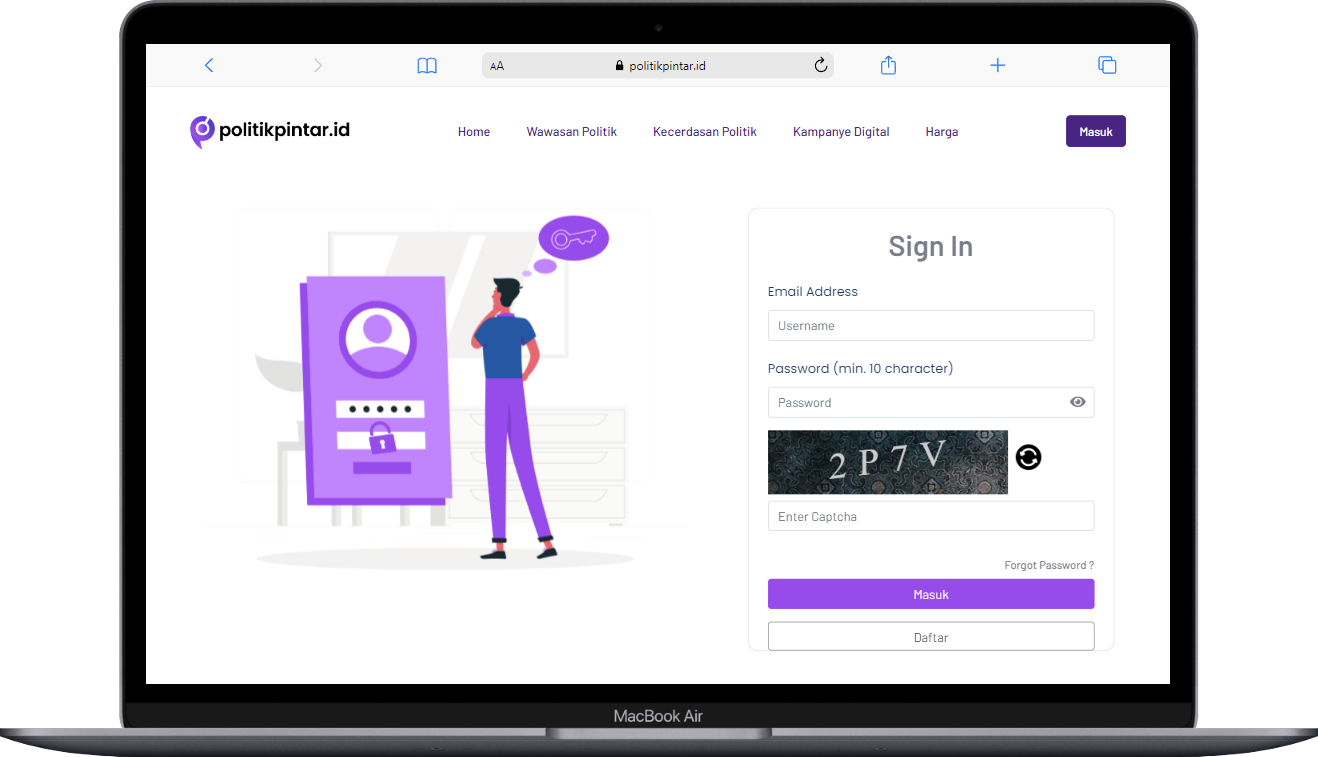 AA politikpintar.id
politikpintar.id
Home Wawasan Politik Kecerdasan Politik Kampanye Digital Harga Masuk
Sign In
Email Address
Username
Password (min. 10 character)
Password
2 P 7 V
Enter Captcha
Forgot Password ?
Masuk
Daftar
MacBook Air